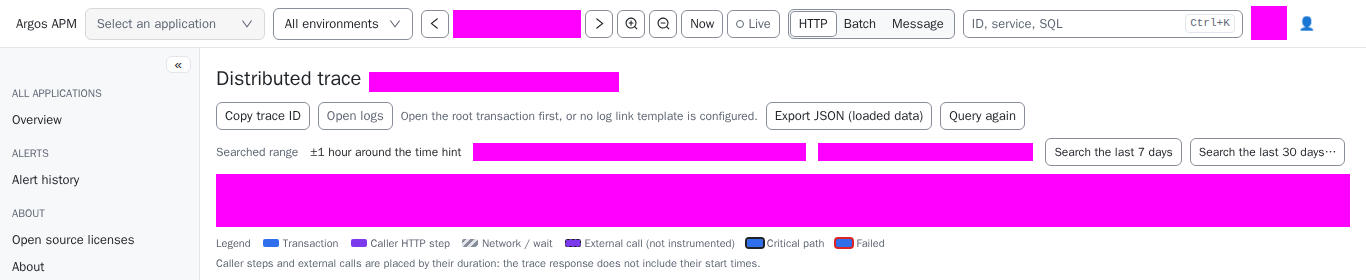 Argos APM Select an application All environments Now Live HTTP Batch Message ID, service, SQL Ctrl+K
«
ALL APPLICATIONS
Overview
ALERTS
Alert history
ABOUT
Open source licenses
About
Distributed trace
Copy trace ID Open logs Open the root transaction first, or no log link template is configured. Export JSON (loaded data) Query again
Searched range ±1 hour around the time hint Search the last 7 days Search the last 30 days⋯
Legend Transaction Caller HTTP step Network / wait External call (not instrumented) Critical path Failed
Caller steps and external calls are placed by their duration: the trace response does not include their start times.